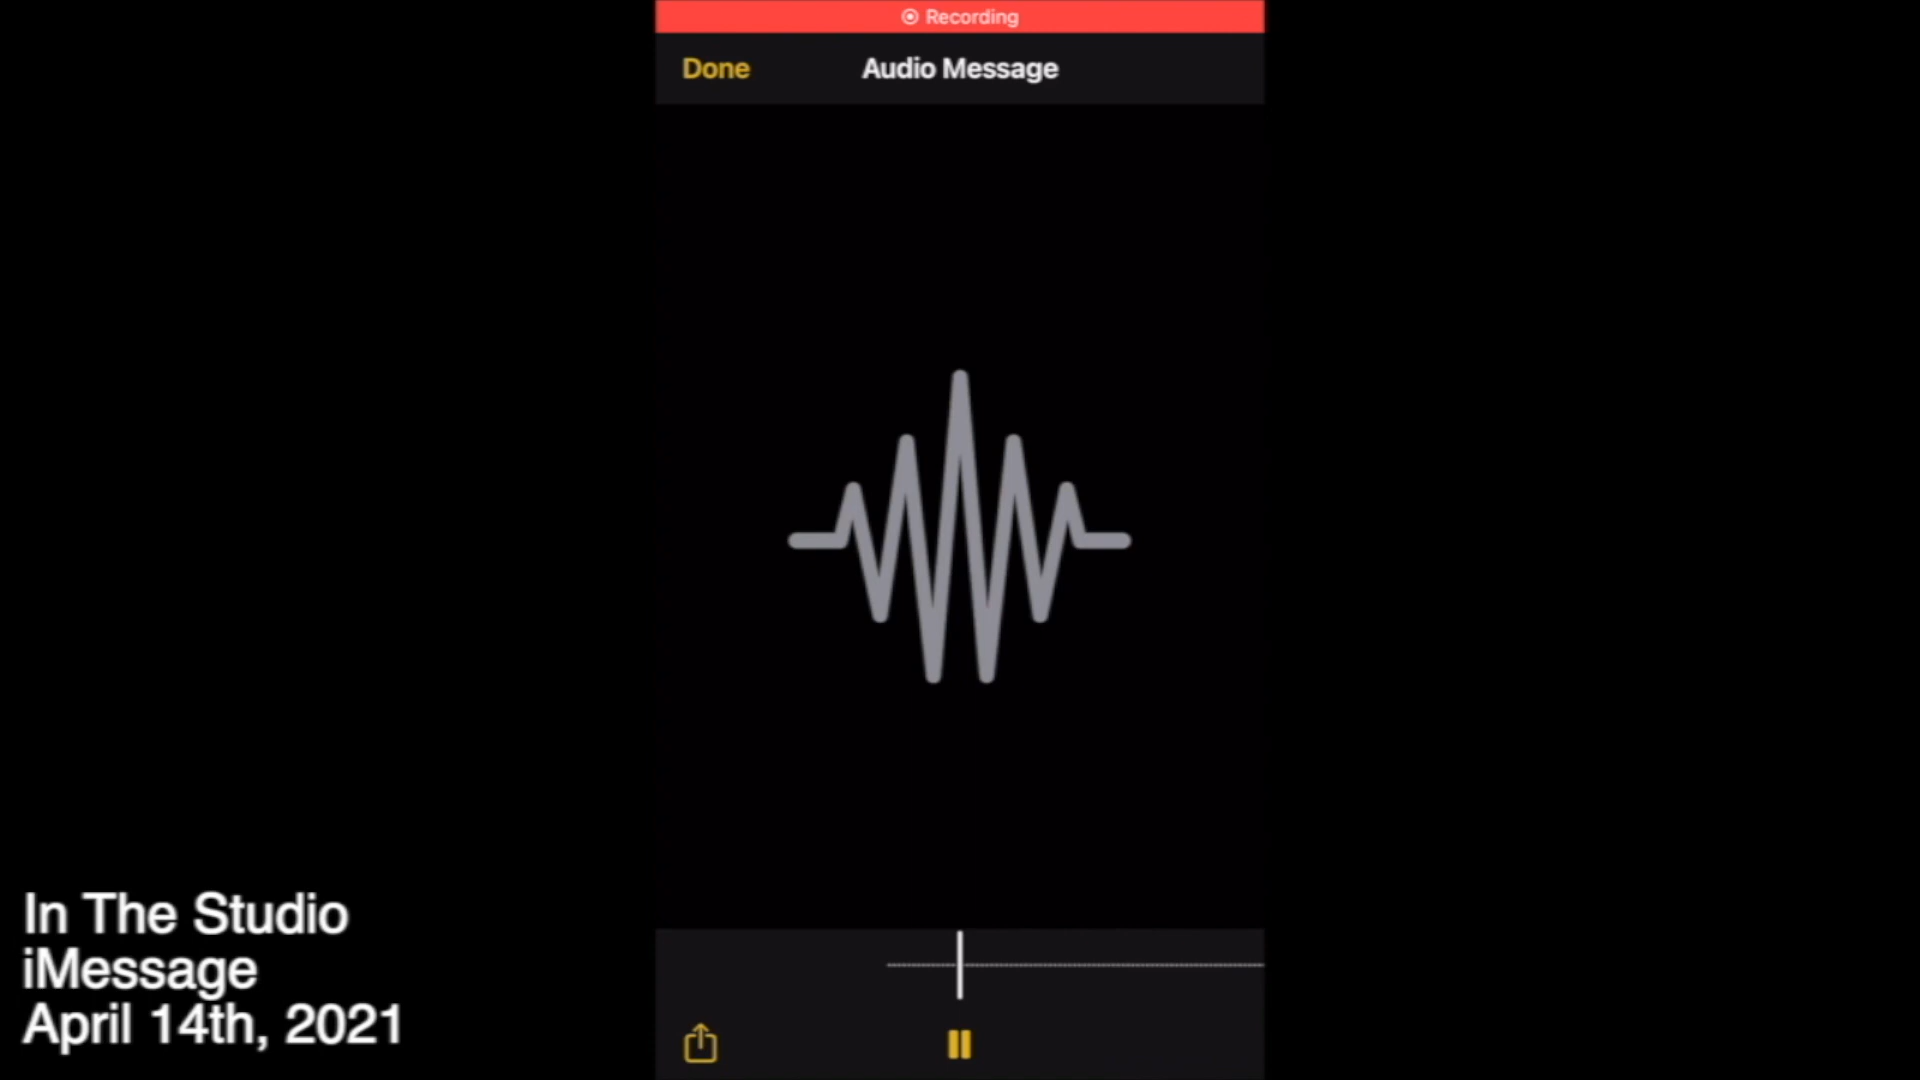 Recording
Done
Audio Message
In The Studio
iMessage
April 14th, 2021